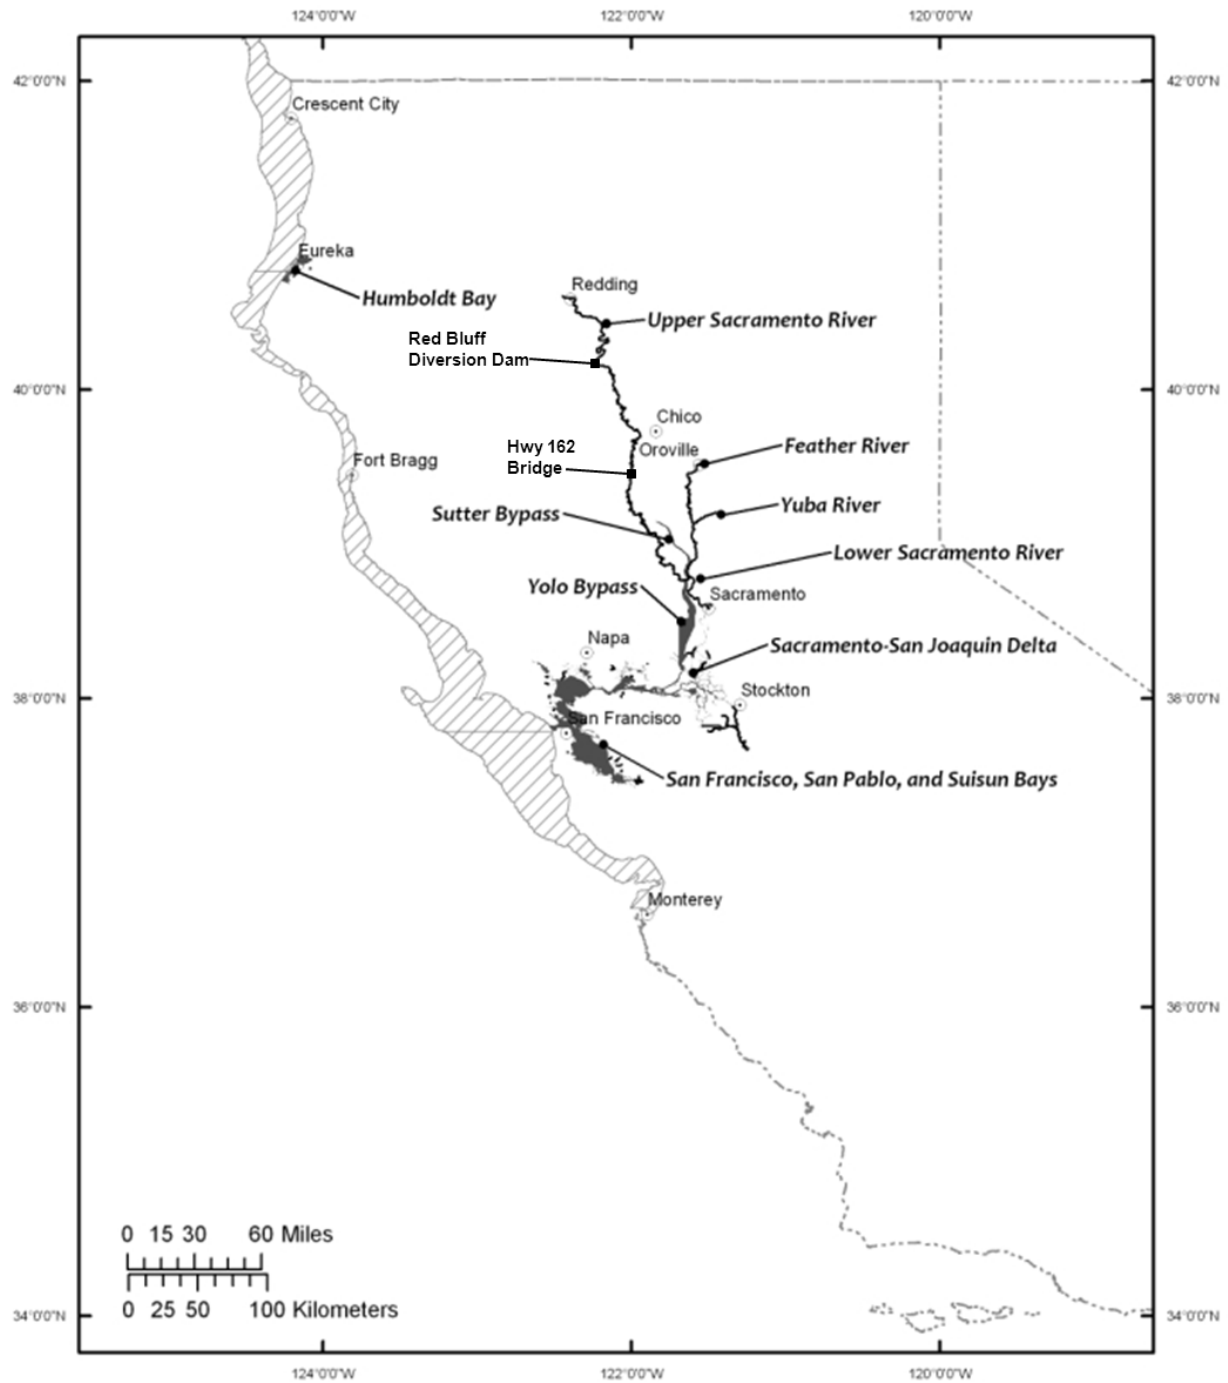 124°0'0"W 122°0'0"W 120°0'0"W
42°0'0"N 42°0'0"N
Crescent City
Eureka
Humboldt Bay
Redding
Upper Sacramento River
Red Bluff
Diversion Dam
40°0'0"N 40°0'0"N
Chico
Oroville
Feather River
Hwy 162
Bridge
Fort Bragg
Yuba River
Sutter Bypass
Lower Sacramento River
Yolo Bypass
Sacramento
Napa
Sacramento-San Joaquin Delta
Stockton
38°0'0"N 38°0'0"N
San Francisco
San Francisco, San Pablo, and Suisun Bays
Monterey
36°0'0"N 36°0'0"N
0 15 30 60 Miles
0 25 50 100 Kilometers
34°0'0"N 34°0'0"N
124°0'0"W 122°0'0"W 120°0'0"W